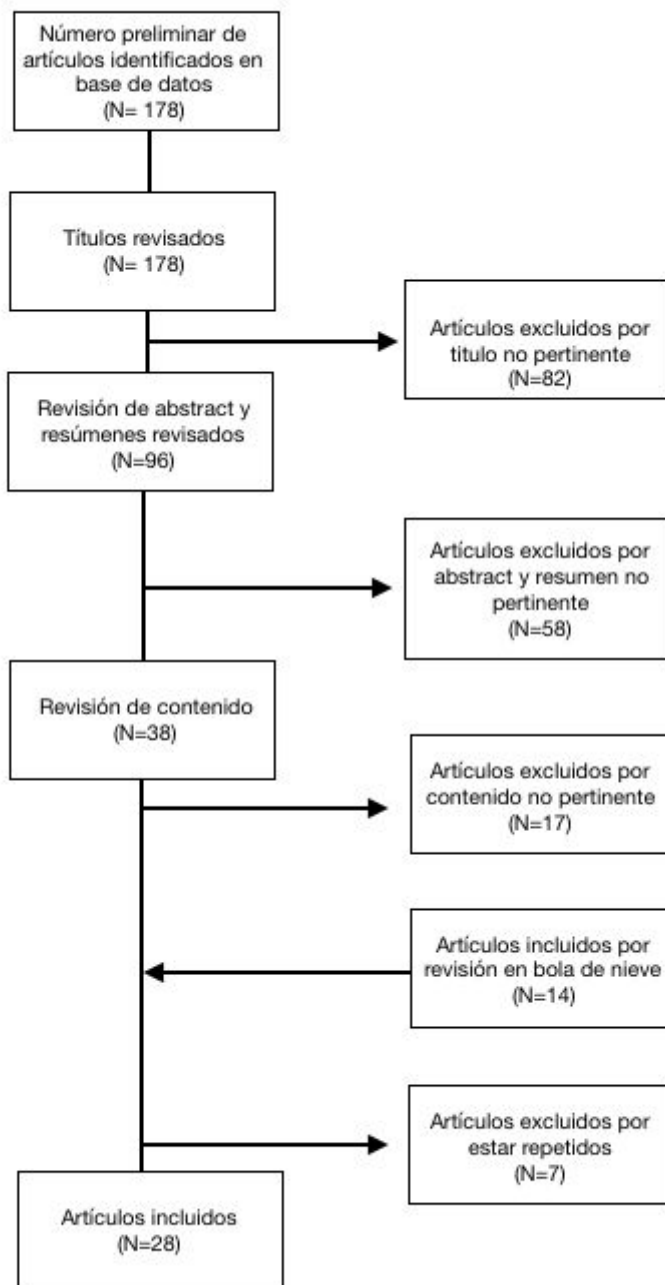 Número preliminar de
artículos identificados en
base de datos
(N= 178)
Títulos revisados
(N= 178)
Artículos excluidos por
titulo no pertinente
(N=82)
Revisión de abstract y
resúmenes revisados
(N=96)
Artículos excluidos por
abstract y resumen no
pertinente
(N=58)
Revisión de contenido
(N=38)
Artículos excluidos por
contenido no pertinente
(N=17)
Artículos incluidos por
revisión en bola de nieve
(N=14)
Artículos excluidos por
estar repetidos
(N=7)
Artículos incluidos
(N=28)